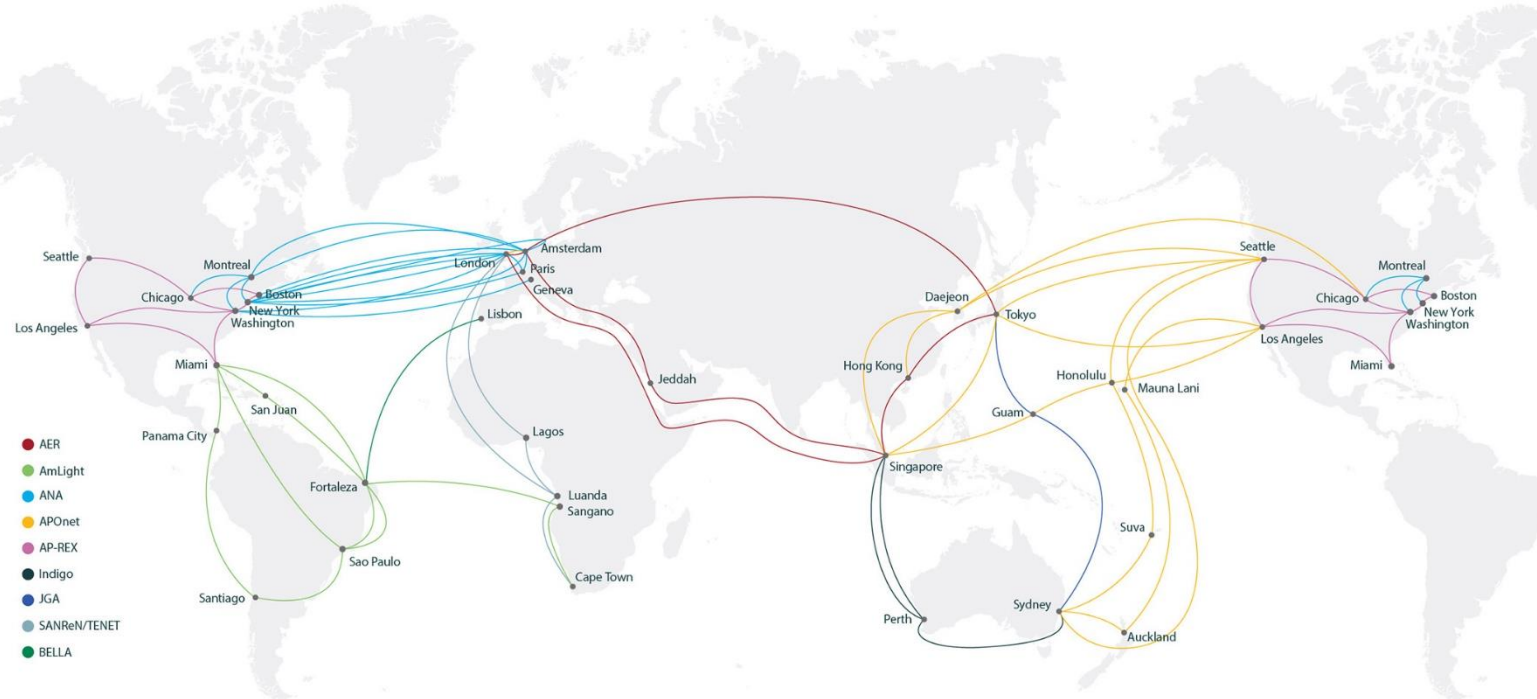 Seattle
Montreal
Chicago
Boston
New York
Washington
Los Angeles
Miami
San Juan
Panama City
Fortaleza
Sao Paulo
Santiago
London
Amsterdam
Paris
Geneva
Lisbon
Jeddah
Lagos
Luanda
Sangano
Cape Town
Daejeon
Tokyo
Hong Kong
Singapore
Guam
Honolulu
Mauna Lani
Suva
Sydney
Perth
Auckland
Seattle
Montreal
Chicago
Boston
New York
Washington
Los Angeles
Miami
AER
AmLight
ANA
APOnet
AP-REX
Indigo
JGA
SANReN/TENET
BELLA